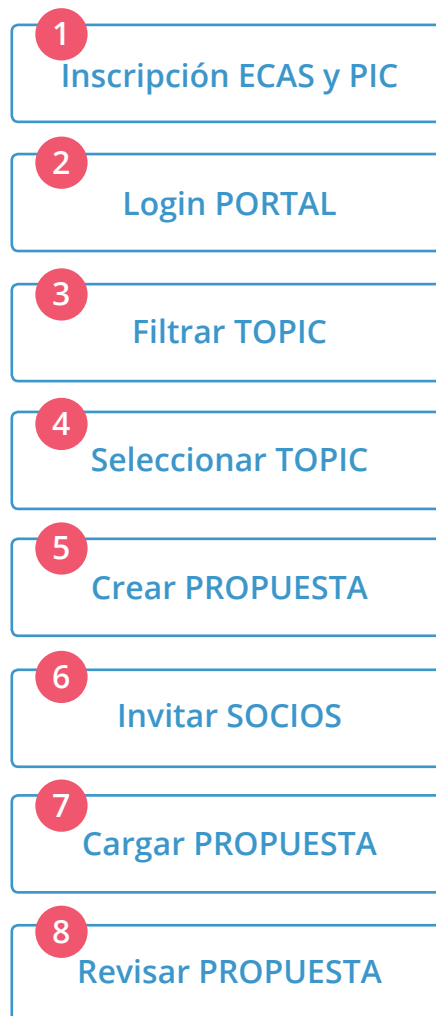 1
Inscripción ECAS y PIC
2
Login PORTAL
3
Filtrar TOPIC
4
Seleccionar TOPIC
5
Crear PROPUESTA
6
Invitar SOCIOS
7
Cargar PROPUESTA
8
Revisar PROPUESTA